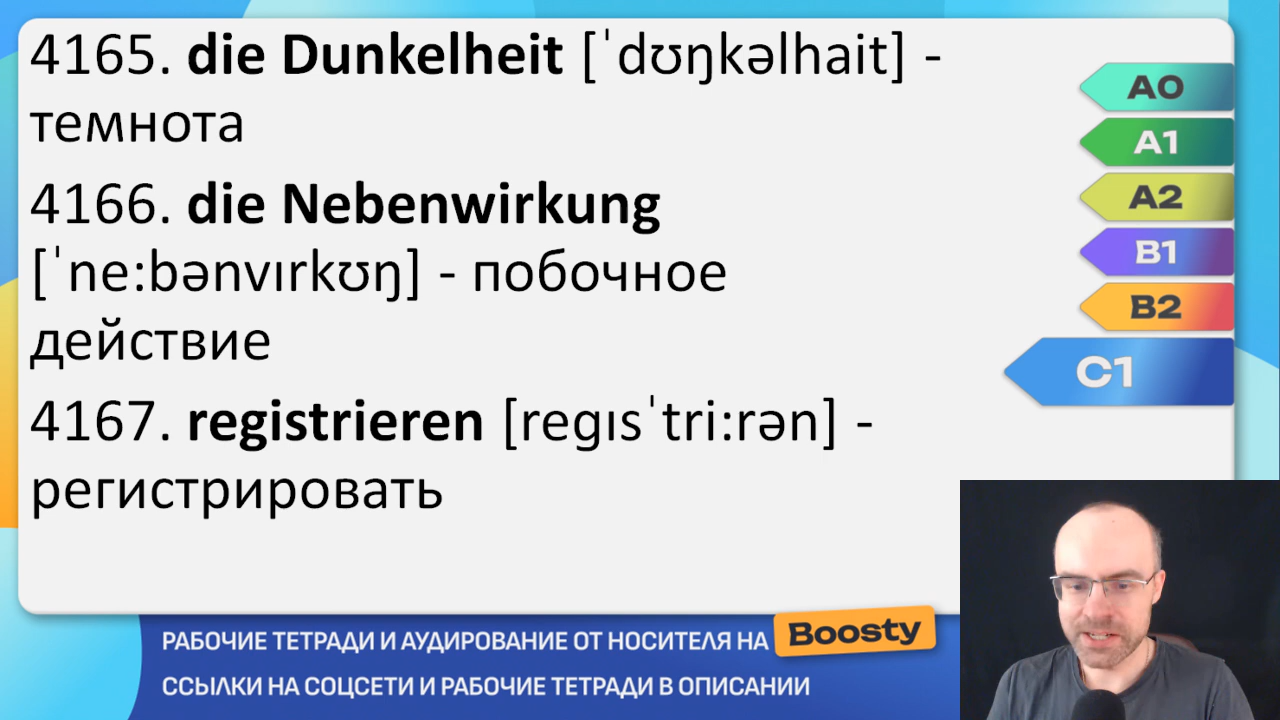 4165. die Dunkelheit [ˈdʊŋkəlhait] -
темнота
4166. die Nebenwirkung
[ˈne:bənvɪrkʊŋ] - побочное
действие
4167. registrieren [regɪsˈtri:rən] -
регистрировать
A0
A1
A2
B1
B2
C1
РАБОЧИЕ ТЕТРАДИ И АУДИРОВАНИЕ ОТ НОСИТЕЛЯ НА Boosty
ССЫЛКИ НА СОЦСЕТИ И РАБОЧИЕ ТЕТРАДИ В ОПИСАНИИ